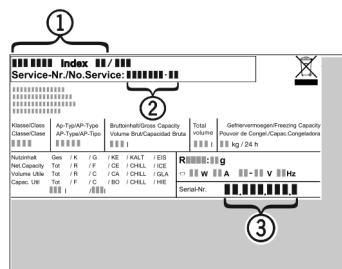 1
Index /
Service-Nr./No.Service: -
2
Klasse/Class Ap-Typ/AP-Type Bruttoinhalt/Gross Capacity Total Gefriervermoegen/Freezing Capacity
Classe/Clase AP-Type/AP-Tipo Volume Brut/Capacidad Bruta volume Pouvoir de Congel./Capac.Congeladora
l l kg / 24 h
Nutzinhalt Ges / K / G / KE / KALT / EIS
Net.Capacity Tot / R / F / CE / CHILL / ICE
Volume Utile Tot / R / C / CA / CHILL / GLA
Capac. Util Tot / F / C / BO / CHILL / HIE
l / l
R : g
W A - V Hz
Serial-Nr. . . .
3